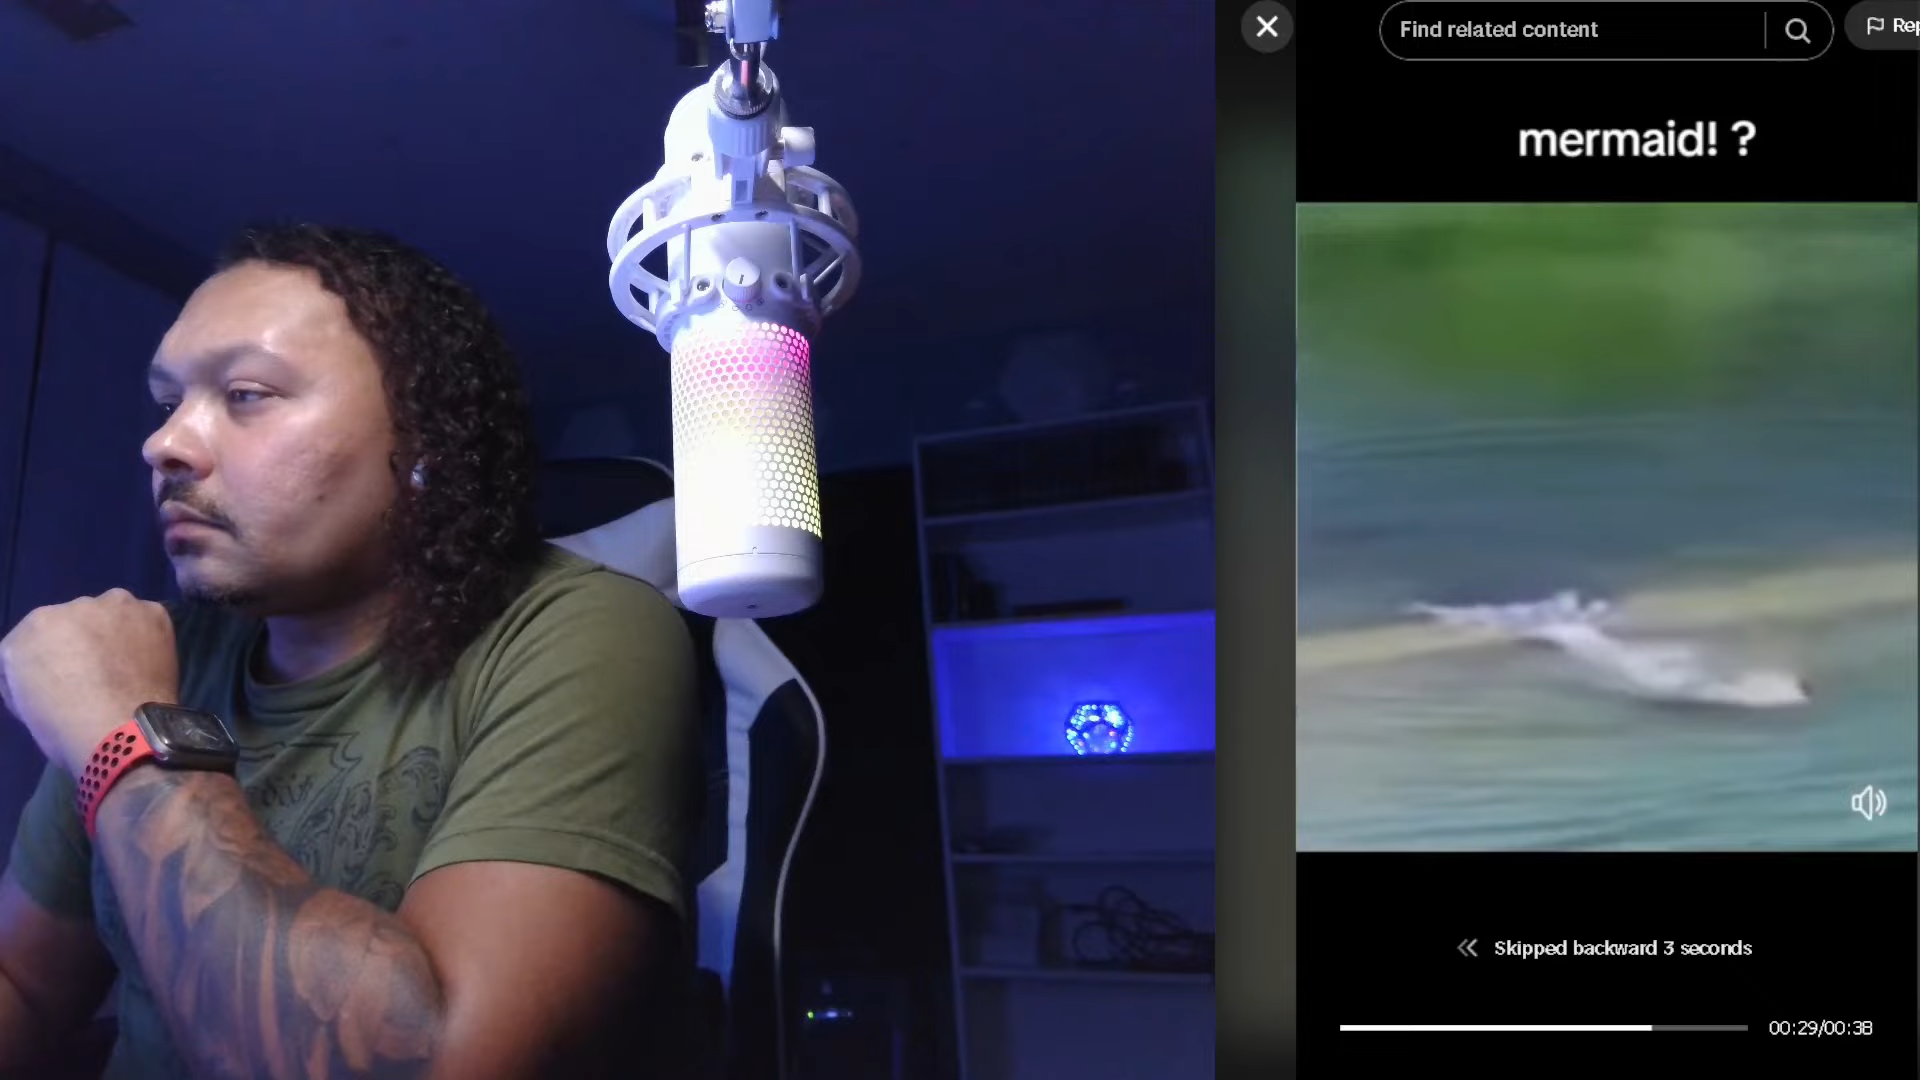 Find related content
Rep
mermaid! ?
Skipped backward 3 seconds
00:29/00:38